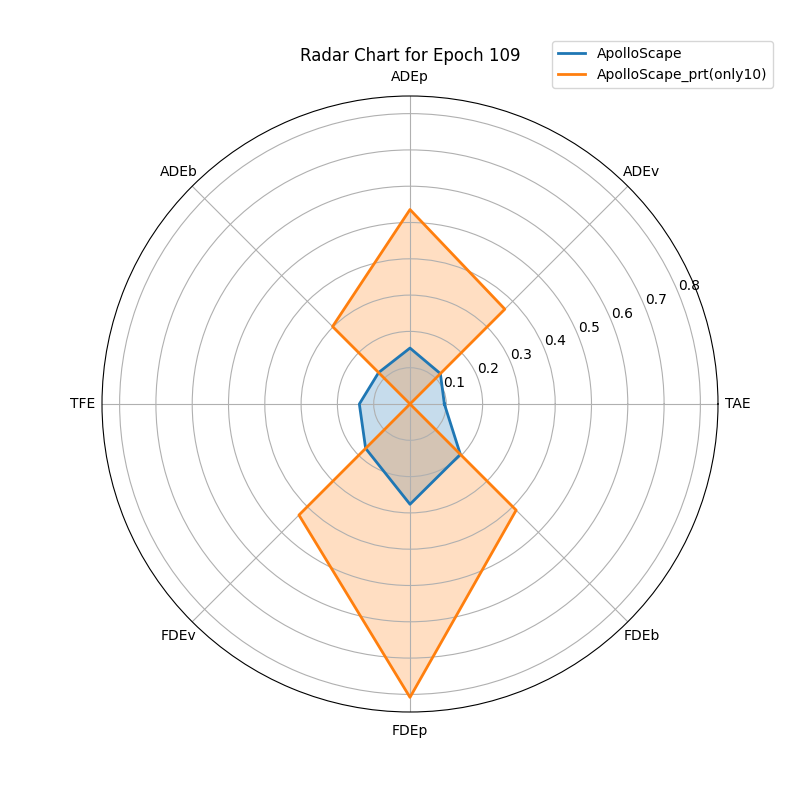 Radar Chart for Epoch 109
ApolloScape
ApolloScape_prt(only10)
ADEp
ADEb
ADEv
0.8
0.7
0.6
0.5
0.4
0.3
0.2
0.1
TFE
TAE
FDEv
FDEb
FDEp